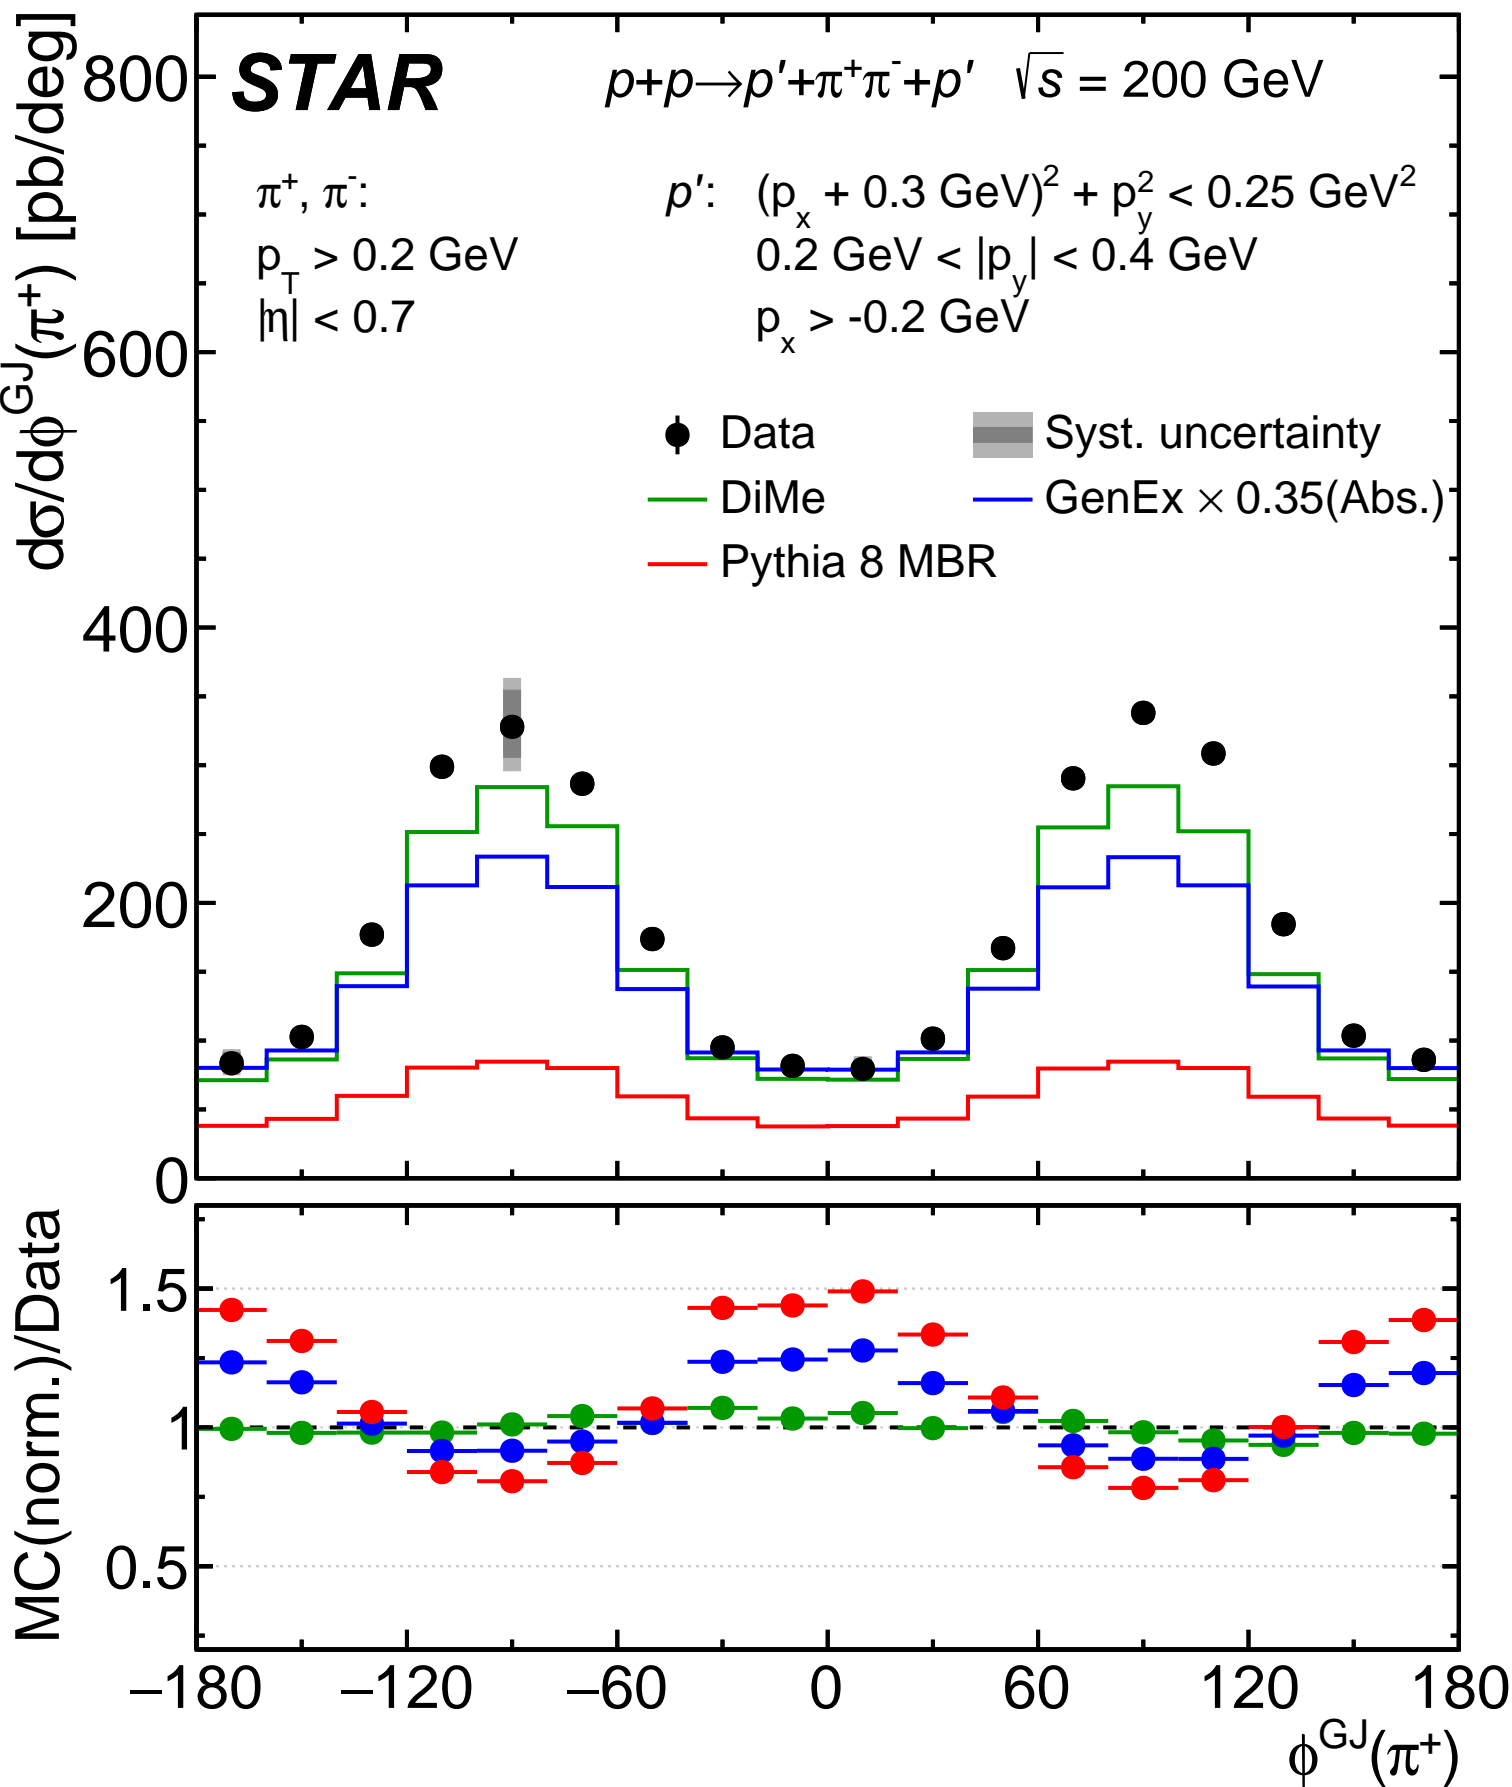 STAR p+p→p′+π⁺π⁻+p′ √s = 200 GeV
π⁺, π⁻: p′: (pₓ + 0.3 GeV)² + p_y² < 0.25 GeV²
p_T > 0.2 GeV 0.2 GeV < |p_y| < 0.4 GeV
|η| < 0.7 pₓ > -0.2 GeV
Data Syst. uncertainty
DiMe GenEx × 0.35(Abs.)
Pythia 8 MBR
dσ/dϕ^GJ(π⁺) [pb/deg]
800
600
400
200
0
MC(norm.)/Data
1.5
1
0.5
−180 −120 −60 0 60 120 180
ϕ^GJ(π⁺)